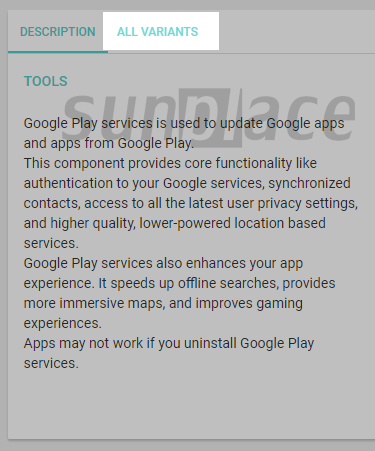 DESCRIPTION ALL VARIANTS
TOOLS
sunplace
Google Play services is used to update Google apps
and apps from Google Play.
This component provides core functionality like
authentication to your Google services, synchronized
contacts, access to all the latest user privacy settings,
and higher quality, lower-powered location based
services.
Google Play services also enhances your app
experience. It speeds up offline searches, provides
more immersive maps, and improves gaming
experiences.
Apps may not work if you uninstall Google Play
services.